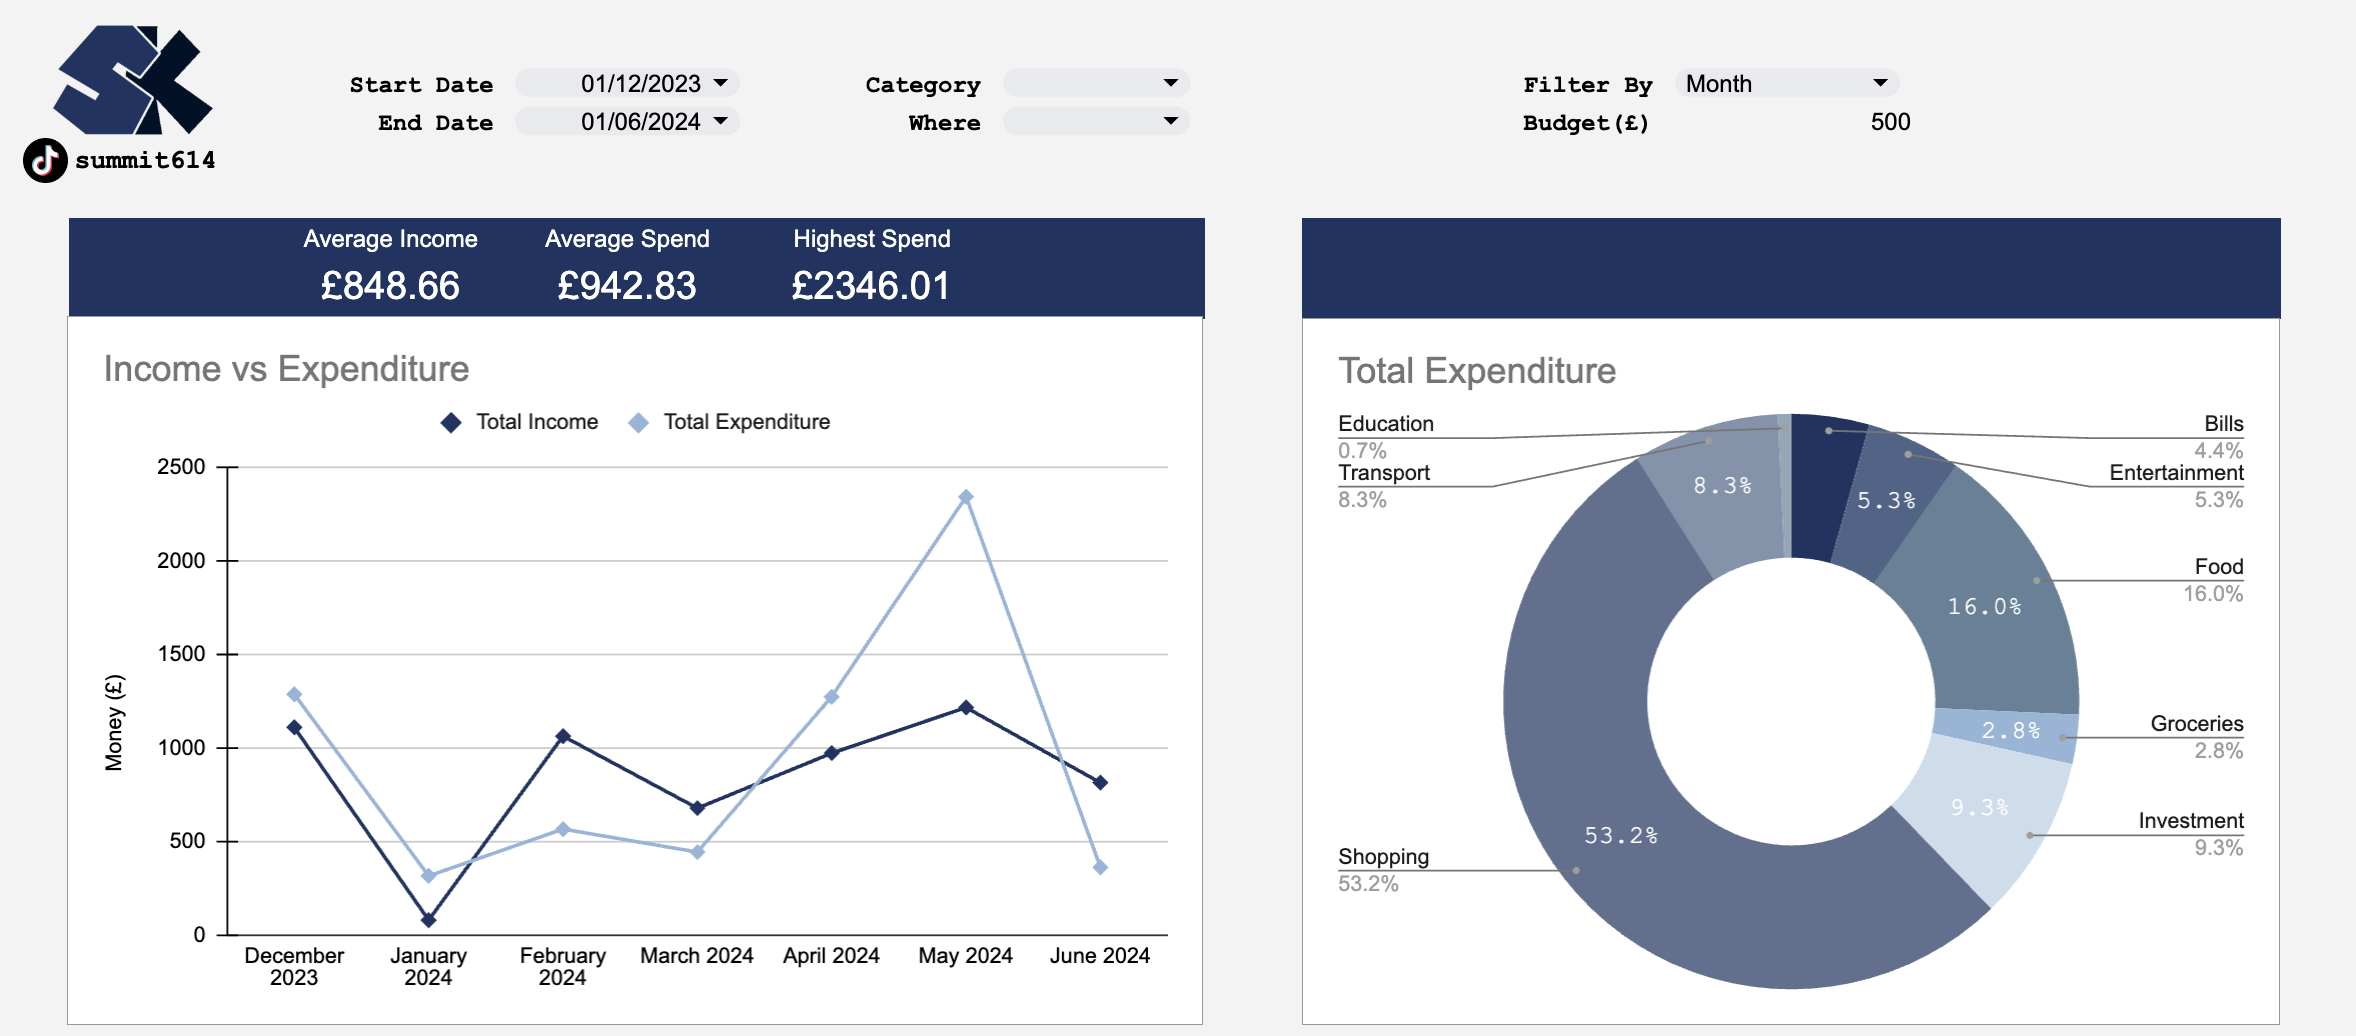 SK
summit614
Start Date 01/12/2023
End Date 01/06/2024
Category
Where
Filter By Month
Budget(£) 500
Average Income Average Spend Highest Spend
£848.66 £942.83 £2346.01
Income vs Expenditure
Total Income Total Expenditure
Money (£)
2500
2000
1500
1000
500
0
December 2023
January 2024
February 2024
March 2024
April 2024
May 2024
June 2024
Total Expenditure
Education
0.7%
Transport
8.3%
Shopping
53.2%
Bills
4.4%
Entertainment
5.3%
Food
16.0%
Groceries
2.8%
Investment
9.3%
8.3%
5.3%
16.0%
2.8%
9.3%
53.2%